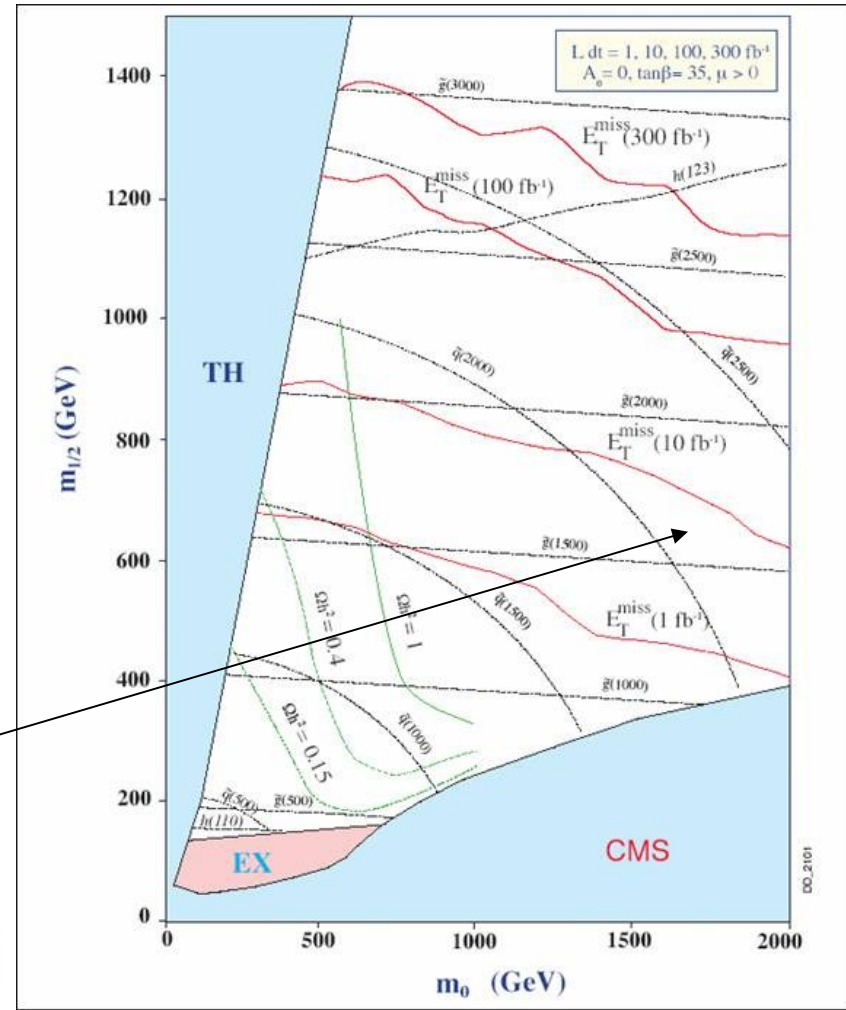 L dt = 1, 10, 100, 300 fb⁻¹
A₀ = 0, tanβ = 35, μ > 0
1400
1200
1000
800
600
400
200
0
m₁/₂ (GeV)
TH
g̃(3000)
E_T^miss (300 fb⁻¹)
h(123)
E_T^miss (100 fb⁻¹)
g̃(2500)
q̃(2000)
q̃(2500)
g̃(2000)
E_T^miss (10 fb⁻¹)
g̃(1500)
Ωh² = 0.4
Ωh² = 1
q̃(1500)
E_T^miss (1 fb⁻¹)
g̃(1000)
Ωh² = 0.15
q̃(1000)
q̃(500)
g̃(500)
h(110)
EX
CMS
DD_2101
0
500
1000
1500
2000
m₀ (GeV)